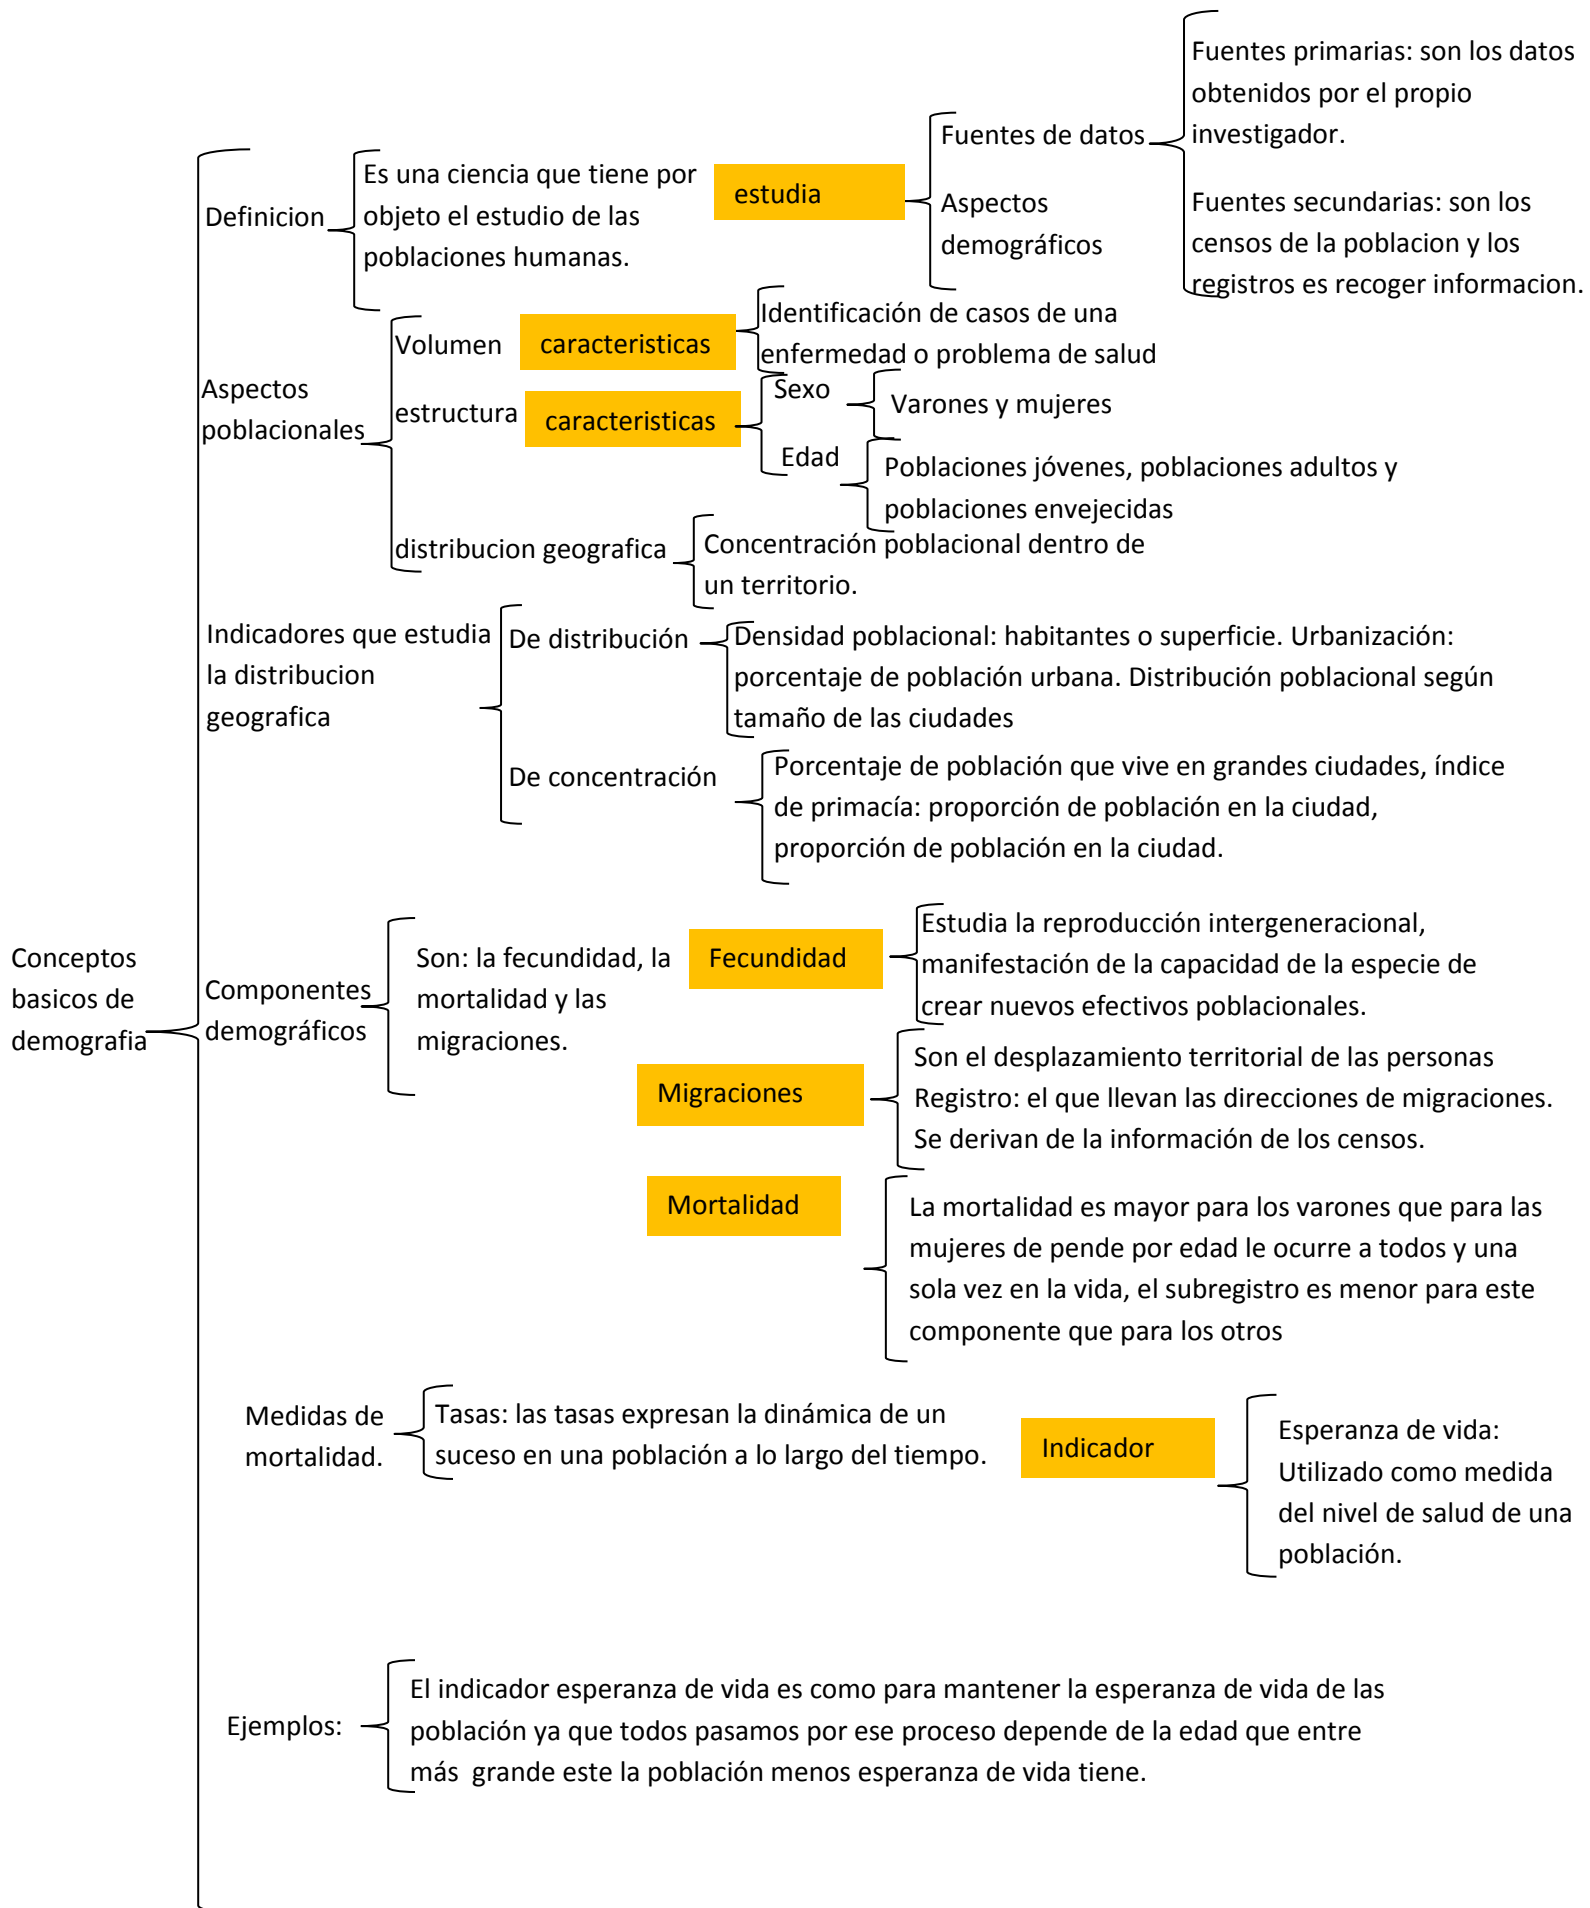 Conceptos
basicos de
demografia
Definicion
Es una ciencia que tiene por
objeto el estudio de las
poblaciones humanas.
estudia
Fuentes de datos
Fuentes primarias: son los datos
obtenidos por el propio
investigador.
Fuentes secundarias: son los
censos de la poblacion y los
registros es recoger informacion.
Aspectos
demográficos
Aspectos
poblacionales
Volumen
caracteristicas
Identificación de casos de una
enfermedad o problema de salud
estructura
caracteristicas
Sexo
Varones y mujeres
Edad
Poblaciones jóvenes, poblaciones adultos y
poblaciones envejecidas
distribucion geografica
Concentración poblacional dentro de
un territorio.
Indicadores que estudia
la distribucion
geografica
De distribución
Densidad poblacional: habitantes o superficie. Urbanización:
porcentaje de población urbana. Distribución poblacional según
tamaño de las ciudades
De concentración
Porcentaje de población que vive en grandes ciudades, índice
de primacía: proporción de población en la ciudad,
proporción de población en la ciudad.
Componentes
demográficos
Son: la fecundidad, la
mortalidad y las
migraciones.
Fecundidad
Estudia la reproducción intergeneracional,
manifestación de la capacidad de la especie de
crear nuevos efectivos poblacionales.
Migraciones
Son el desplazamiento territorial de las personas
Registro: el que llevan las direcciones de migraciones.
Se derivan de la información de los censos.
Mortalidad
La mortalidad es mayor para los varones que para las
mujeres de pende por edad le ocurre a todos y una
sola vez en la vida, el subregistro es menor para este
componente que para los otros
Medidas de
mortalidad.
Tasas: las tasas expresan la dinámica de un
suceso en una población a lo largo del tiempo.
Indicador
Esperanza de vida:
Utilizado como medida
del nivel de salud de una
población.
Ejemplos:
El indicador esperanza de vida es como para mantener la esperanza de vida de las
población ya que todos pasamos por ese proceso depende de la edad que entre
más  grande este la población menos esperanza de vida tiene.